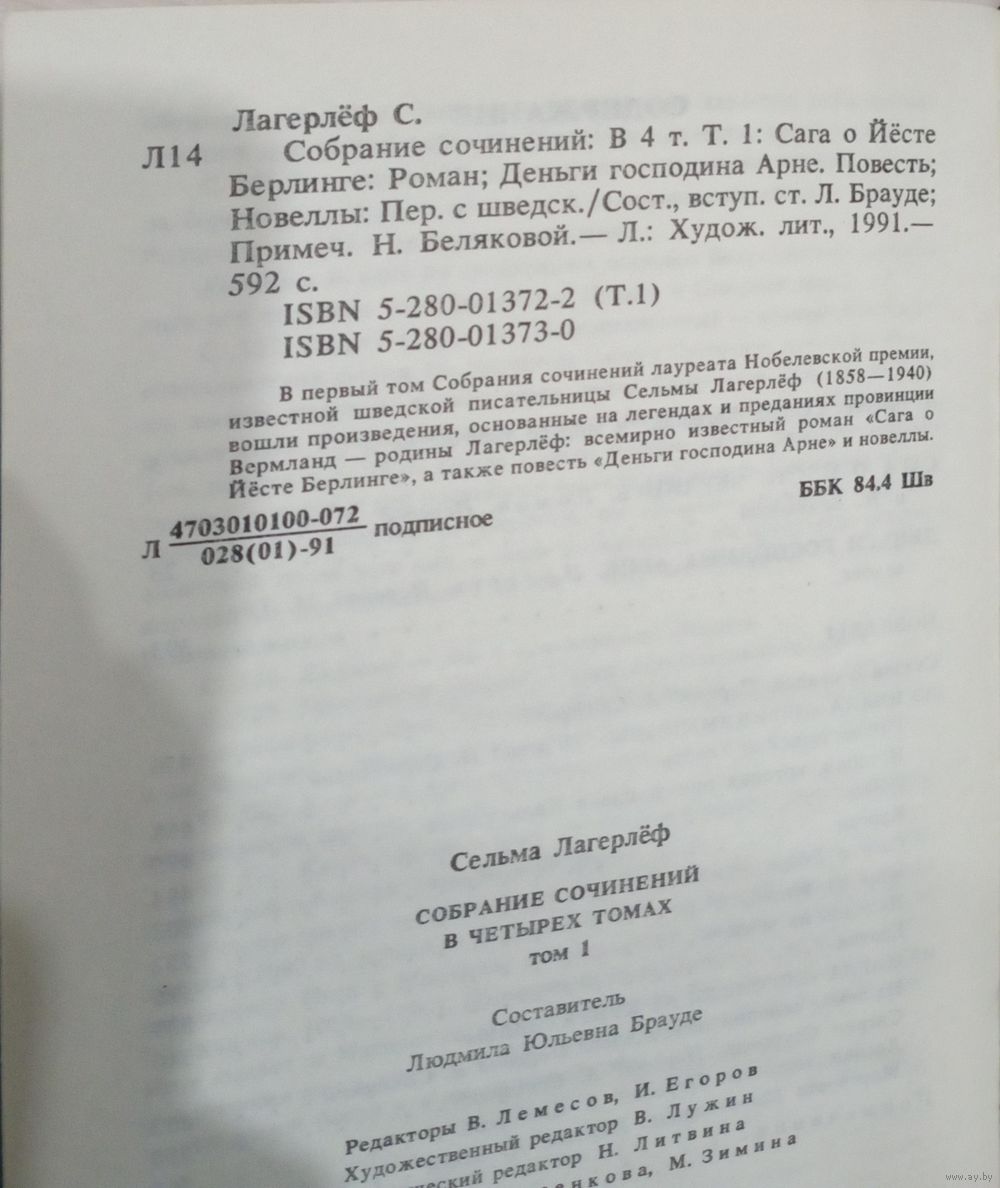 Лагерлёф С.
Л14 Собрание сочинений: В 4 т. Т. 1: Сага о Йёсте
Берлинге: Роман; Деньги господина Арне. Повесть;
Новеллы: Пер. с шведск./Сост., вступ. ст. Л. Брауде;
Примеч. Н. Беляковой.— Л.: Худож. лит., 1991.—
592 с.
ISBN 5-280-01372-2 (Т.1)
ISBN 5-280-01373-0
В первый том Собрания сочинений лауреата Нобелевской премии,
известной шведской писательницы Сельмы Лагерлёф (1858—1940)
вошли произведения, основанные на легендах и преданиях провинции
Вермланд — родины Лагерлёф: всемирно известный роман «Сага о
Йёсте Берлинге», а также повесть «Деньги господина Арне» и новеллы.
Л 4703010100-072 подписное
028(01)-91
ББК 84.4 Шв
Сельма Лагерлёф
СОБРАНИЕ СОЧИНЕНИЙ
В ЧЕТЫРЕХ ТОМАХ
том 1
Составитель
Людмила Юльевна Брауде
Редакторы В. Лемесов, И. Егоров
Художественный редактор В. Лужин
редактор Н. Литвина
М. Зимина
www.ay.by